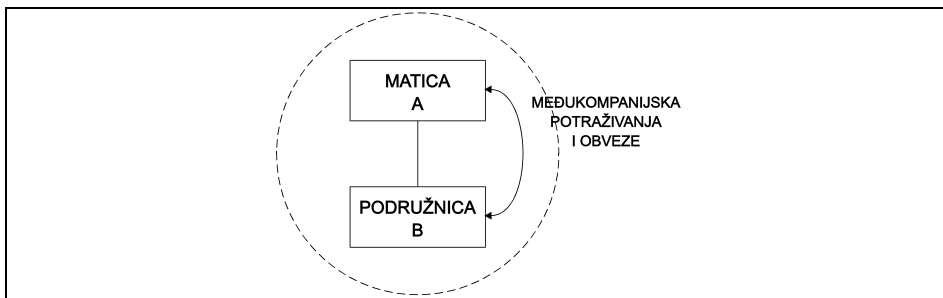 MATICA
A
MEĐUKOMPANIJSKA
POTRAŽIVANJA
I OBVEZE
PODRUŽNICA
B